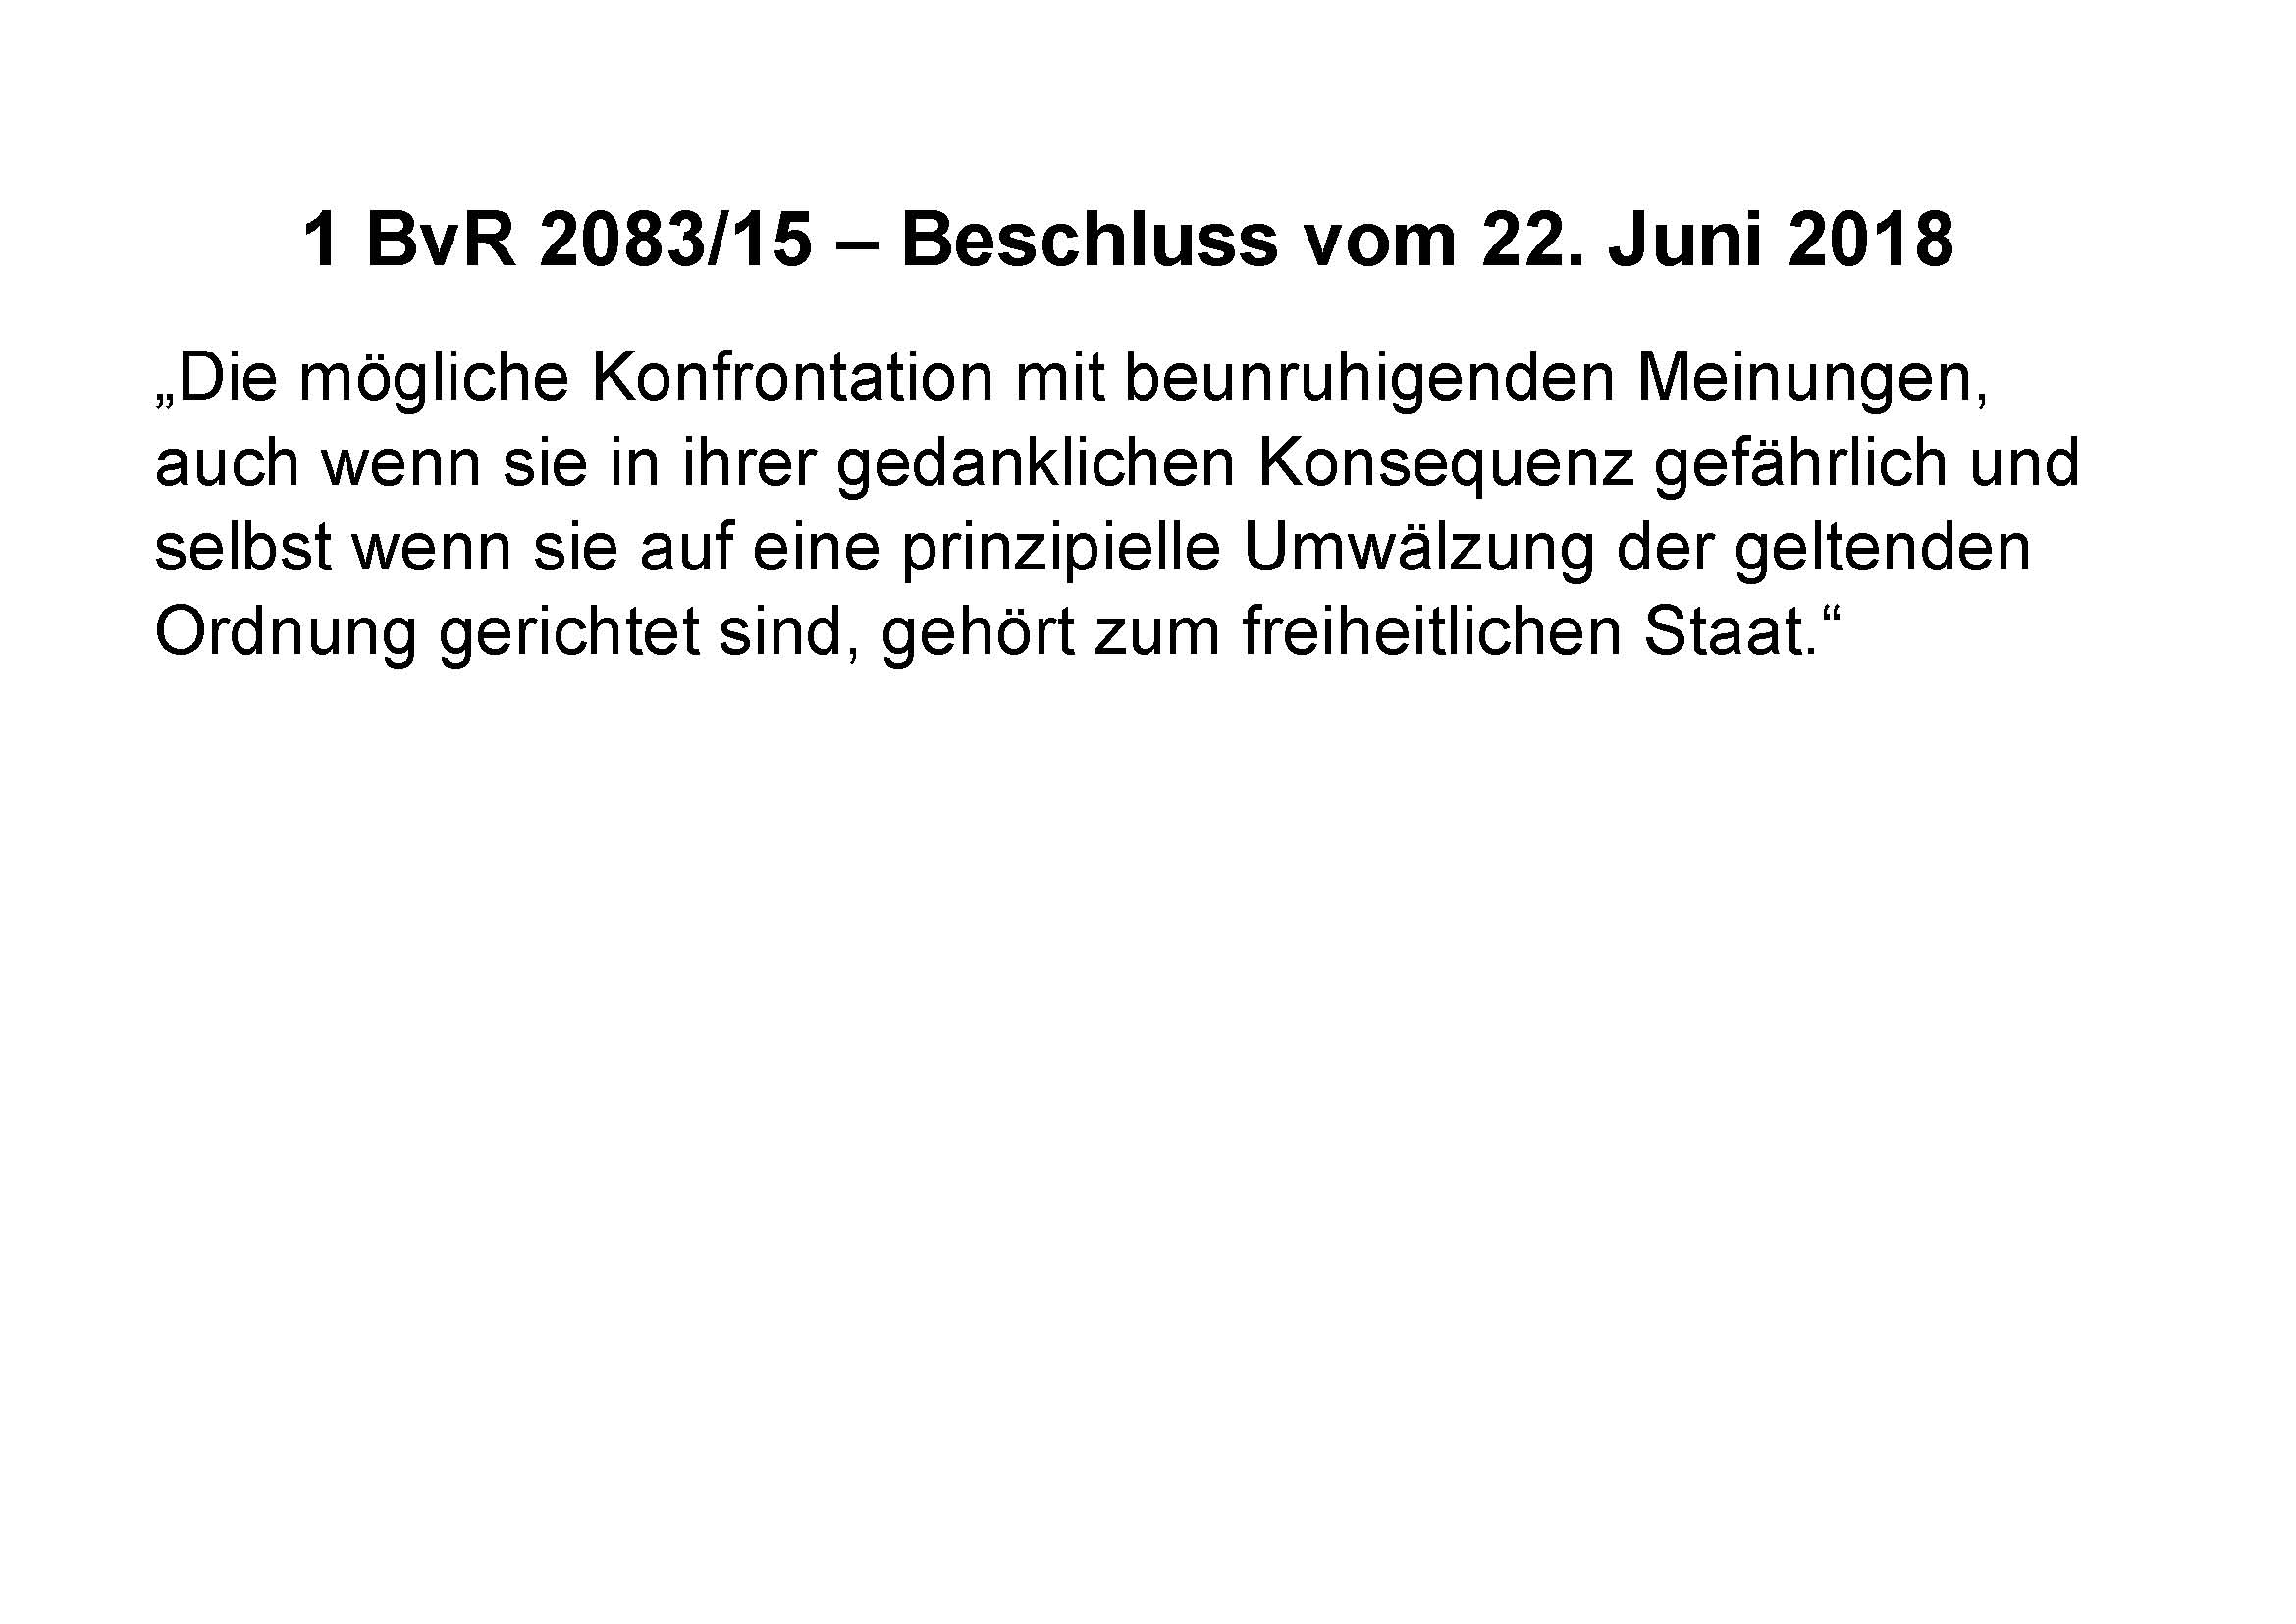 1 BvR 2083/15 – Beschluss vom 22. Juni 2018
„Die mögliche Konfrontation mit beunruhigenden Meinungen,
auch wenn sie in ihrer gedanklichen Konsequenz gefährlich und
selbst wenn sie auf eine prinzipielle Umwälzung der geltenden
Ordnung gerichtet sind, gehört zum freiheitlichen Staat.“